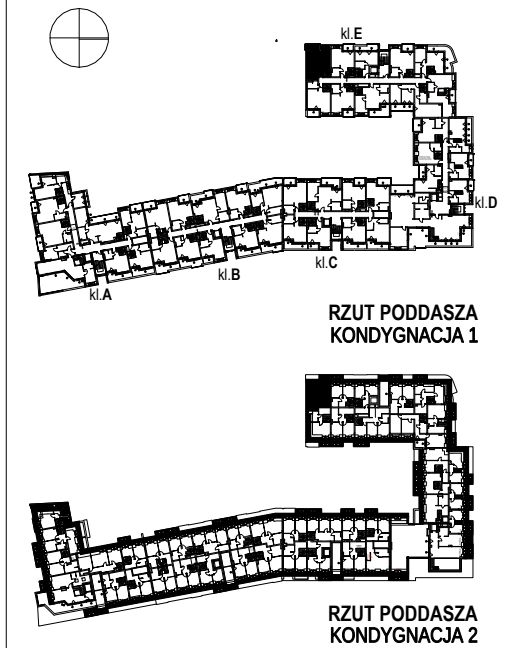 kl.E
kl.D
kl.C
kl.B
kl.A
RZUT PODDASZA
KONDYGNACJA 1
RZUT PODDASZA
KONDYGNACJA 2